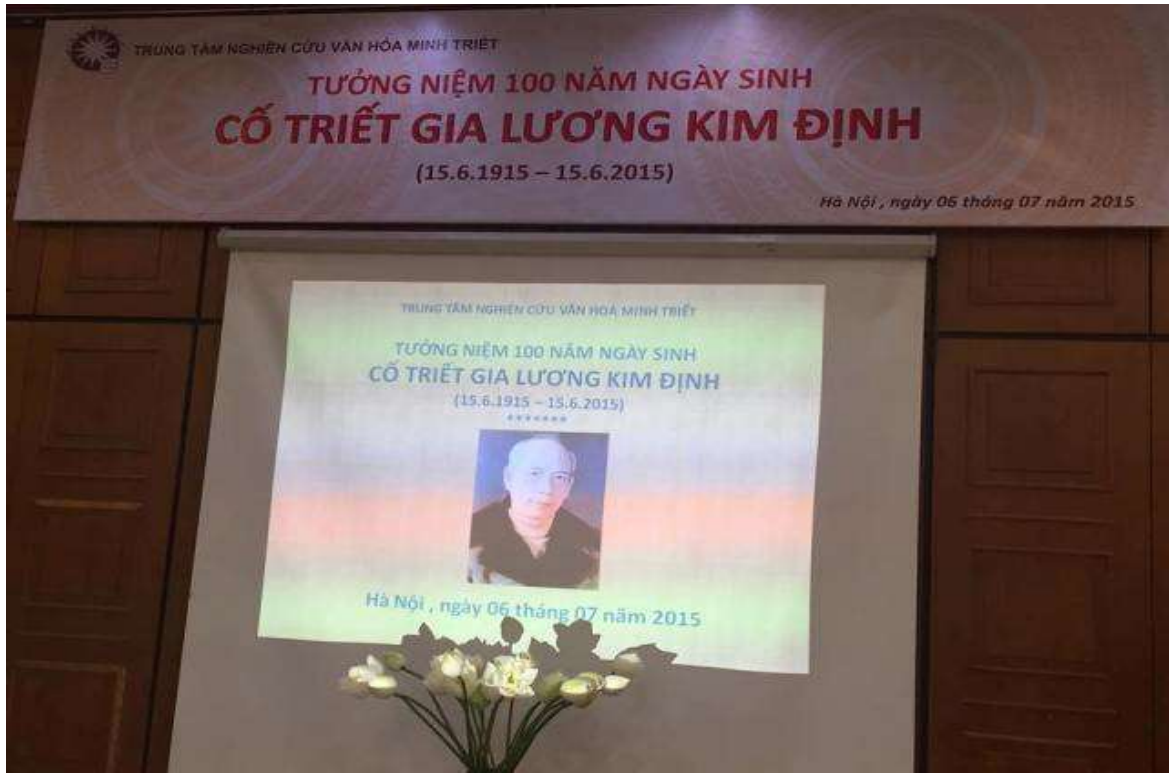 TRUNG TÂM NGHIÊN CỨU VĂN HÓA MINH TRIẾT
TƯỞNG NIỆM 100 NĂM NGÀY SINH
CỐ TRIẾT GIA LƯƠNG KIM ĐỊNH
(15.6.1915 – 15.6.2015)
Hà Nội , ngày 06 tháng 07 năm 2015
TRUNG TÂM NGHIÊN CỨU VĂN HOÁ MINH TRIẾT
TƯỞNG NIỆM 100 NĂM NGÀY SINH
CỐ TRIẾT GIA LƯƠNG KIM ĐỊNH
(15.6.1915 – 15.6.2015)
*******
Hà Nội , ngày 06 tháng 07 năm 2015